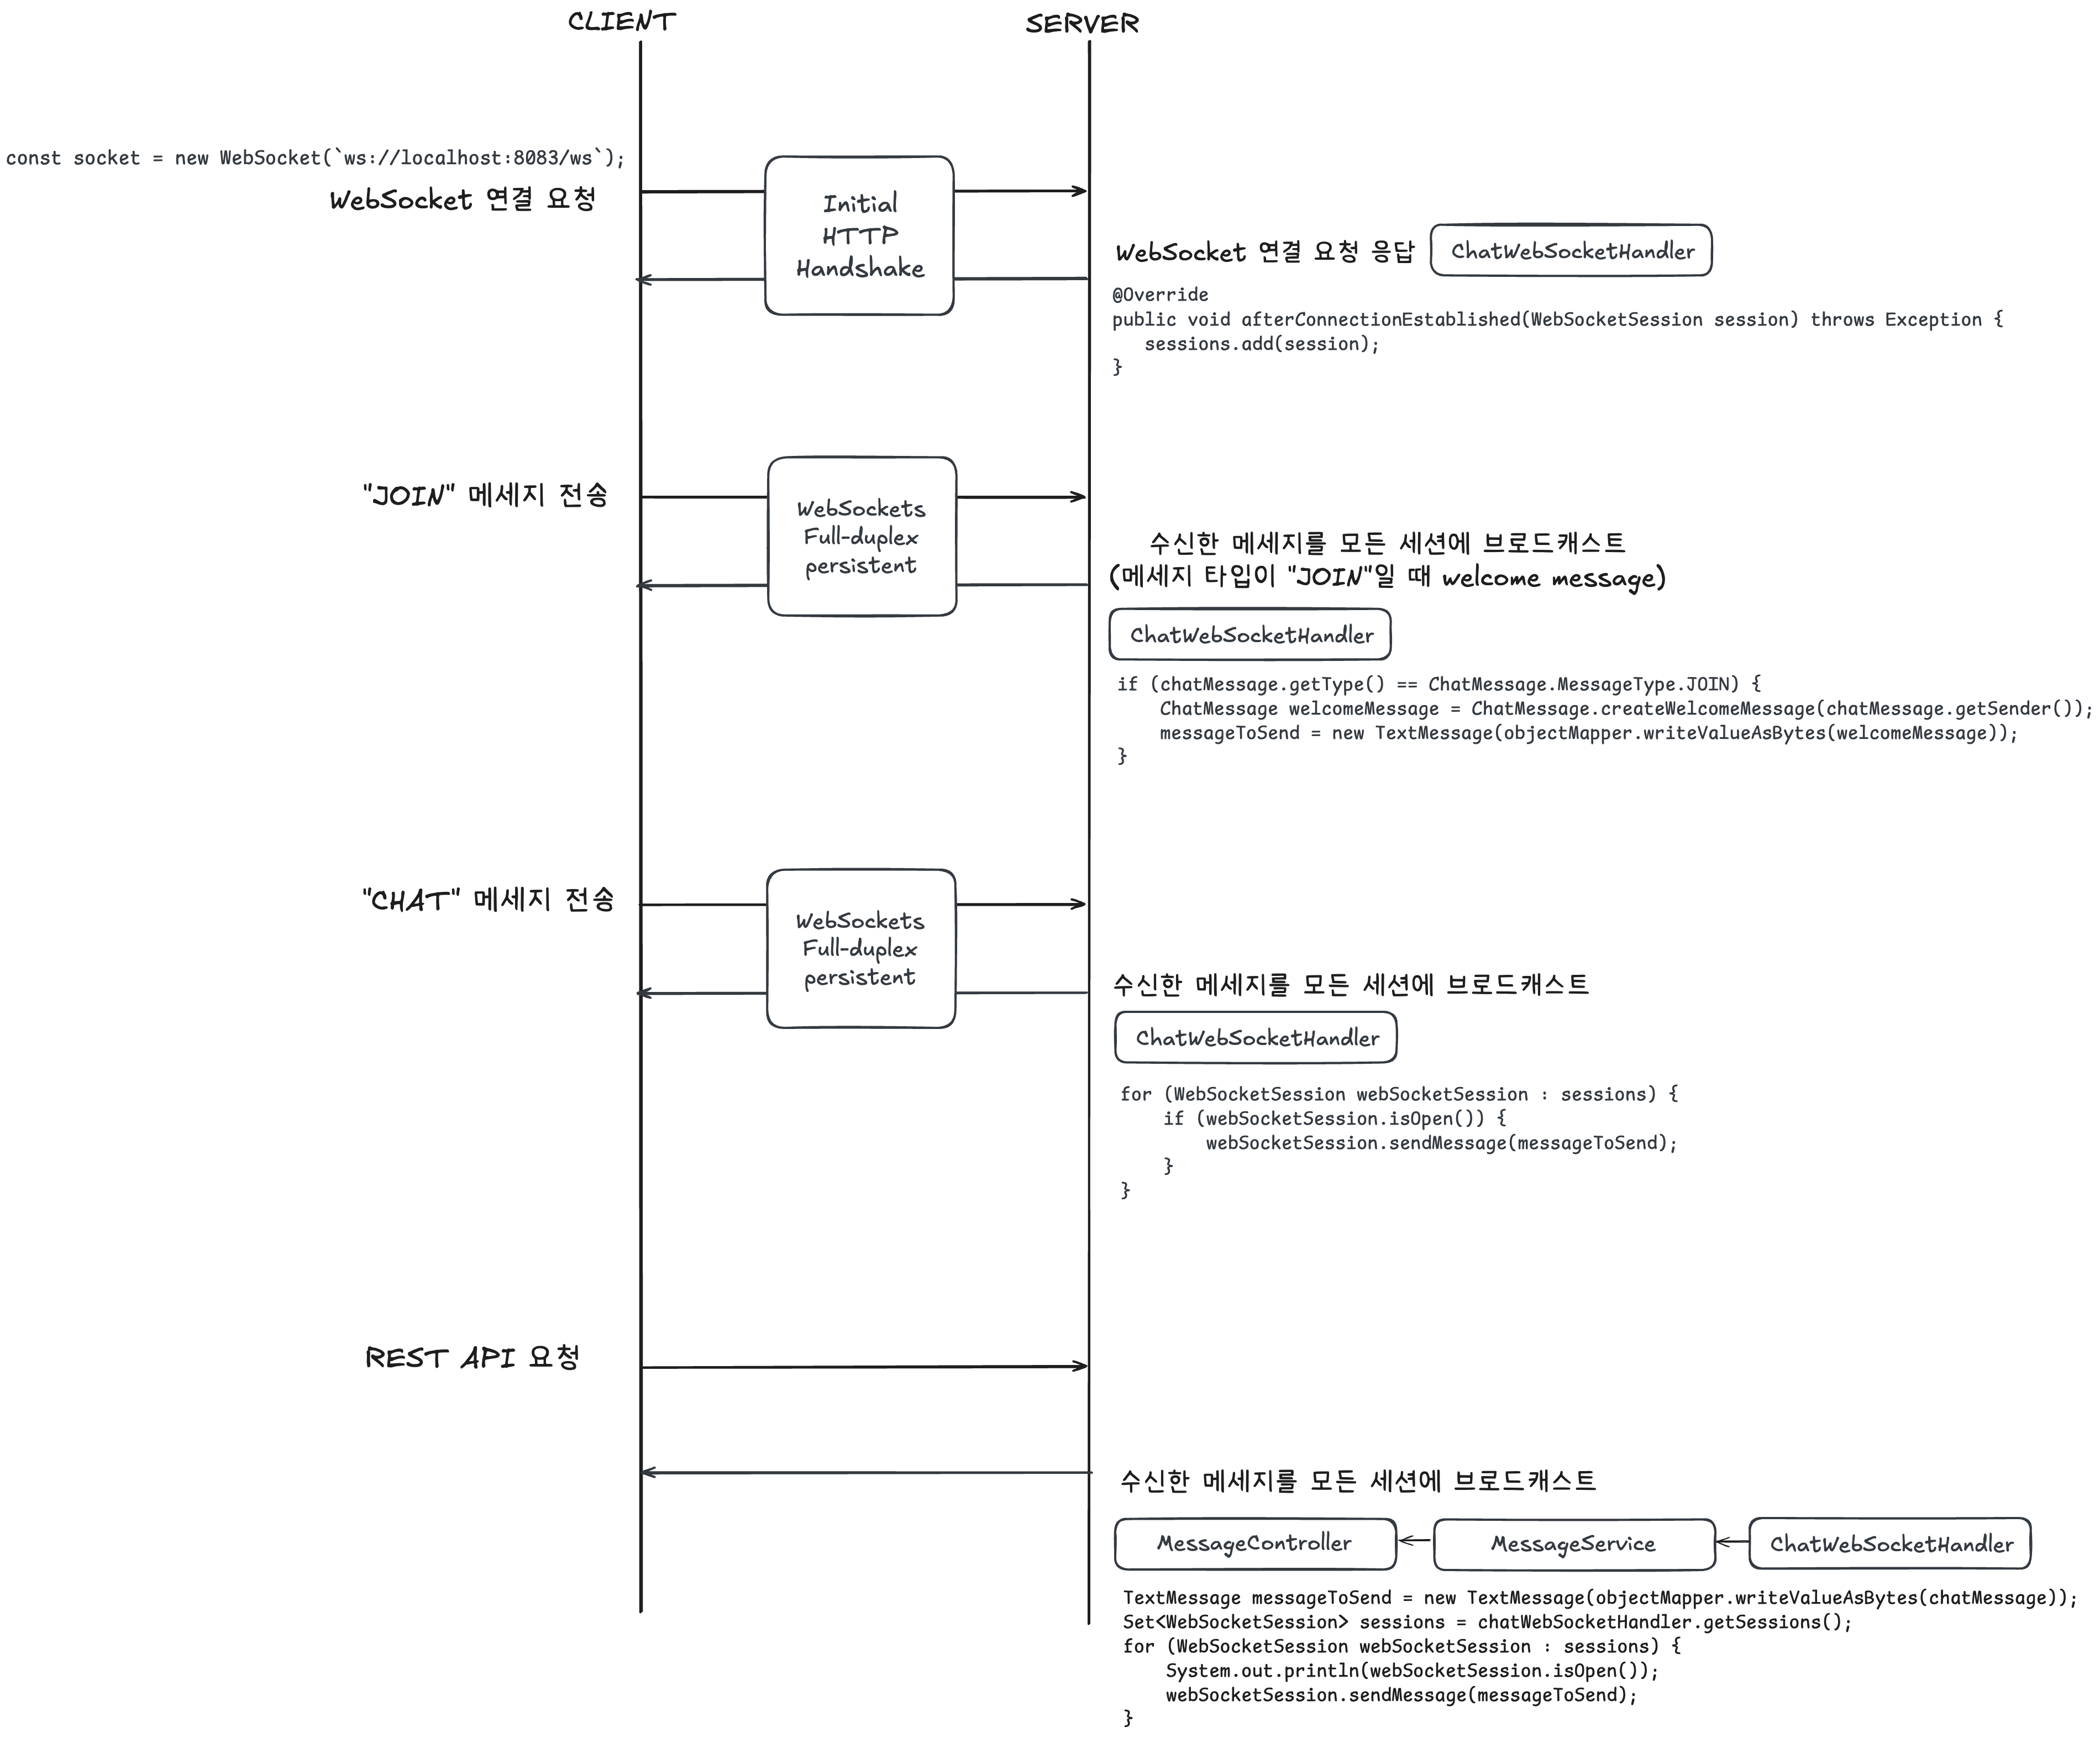 CLIENT
SERVER
const socket = new WebSocket(`ws://localhost:8083/ws`);
WebSocket 연결 요청
Initial
HTTP
Handshake
WebSocket 연결 요청 응답
ChatWebSocketHandler
@Override
public void afterConnectionEstablished(WebSocketSession session) throws Exception {
sessions.add(session);
}
"JOIN" 메세지 전송
WebSockets
Full-duplex
persistent
수신한 메세지를 모든 세션에 브로드캐스트
(메세지 타입이 "JOIN"일 때 welcome message)
ChatWebSocketHandler
if (chatMessage.getType() == ChatMessage.MessageType.JOIN) {
ChatMessage welcomeMessage = ChatMessage.createWelcomeMessage(chatMessage.getSender());
messageToSend = new TextMessage(objectMapper.writeValueAsBytes(welcomeMessage));
}
"CHAT" 메세지 전송
WebSockets
Full-duplex
persistent
수신한 메세지를 모든 세션에 브로드캐스트
ChatWebSocketHandler
for (WebSocketSession webSocketSession : sessions) {
if (webSocketSession.isOpen()) {
webSocketSession.sendMessage(messageToSend);
}
}
REST API 요청
수신한 메세지를 모든 세션에 브로드캐스트
MessageController
MessageService
ChatWebSocketHandler
TextMessage messageToSend = new TextMessage(objectMapper.writeValueAsBytes(chatMessage));
Set<WebSocketSession> sessions = chatWebSocketHandler.getSessions();
for (WebSocketSession webSocketSession : sessions) {
System.out.println(webSocketSession.isOpen());
webSocketSession.sendMessage(messageToSend);
}